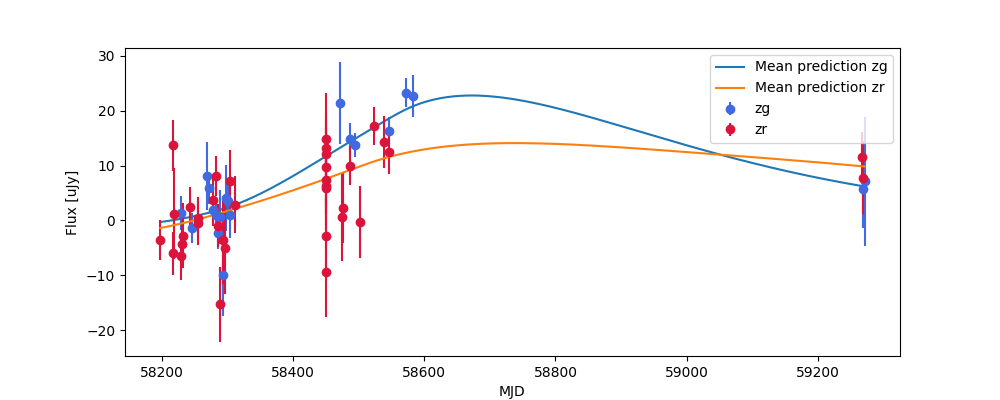 Flux [uJy]
30
20
10
0
−10
−20
58200
58400
58600
58800
59000
59200
MJD
Mean prediction zg
Mean prediction zr
zg
zr